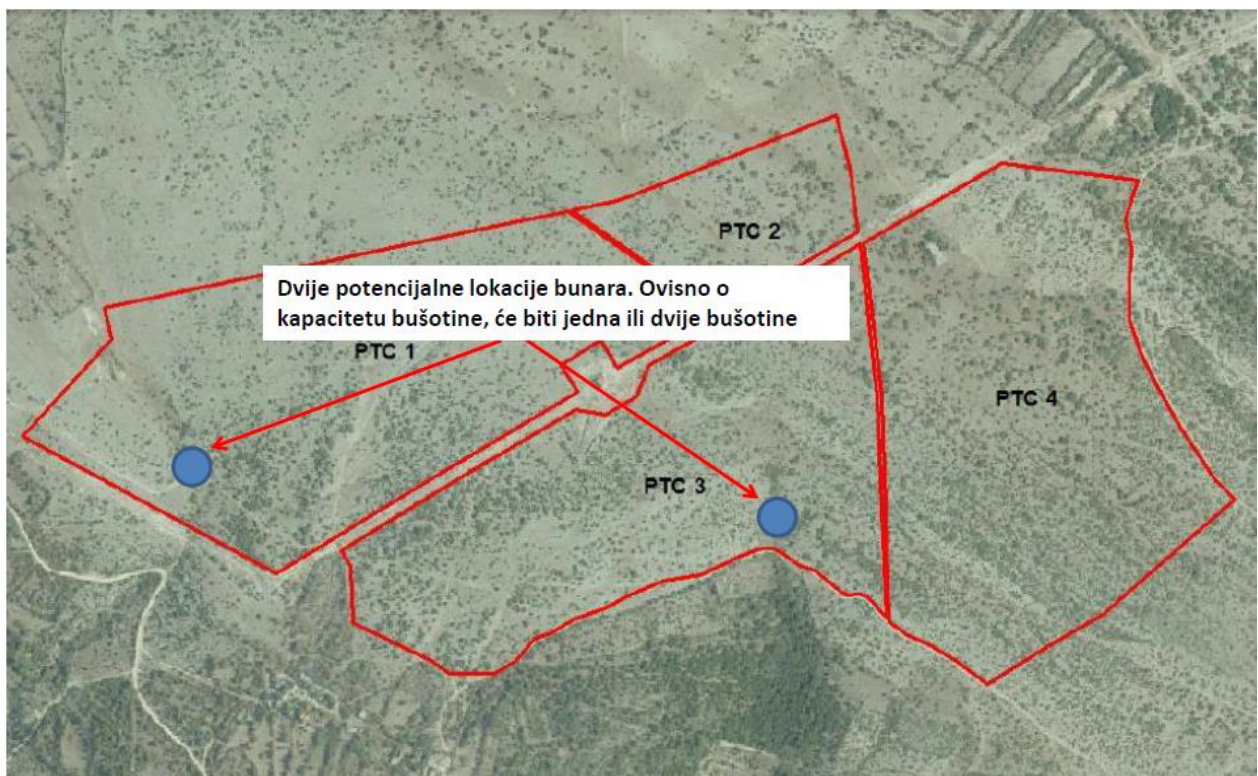 PTC 2
Dvije potencijalne lokacije bunara. Ovisno o
kapacitetu bušotine, će biti jedna ili dvije bušotine
PTC 1
PTC 4
PTC 3